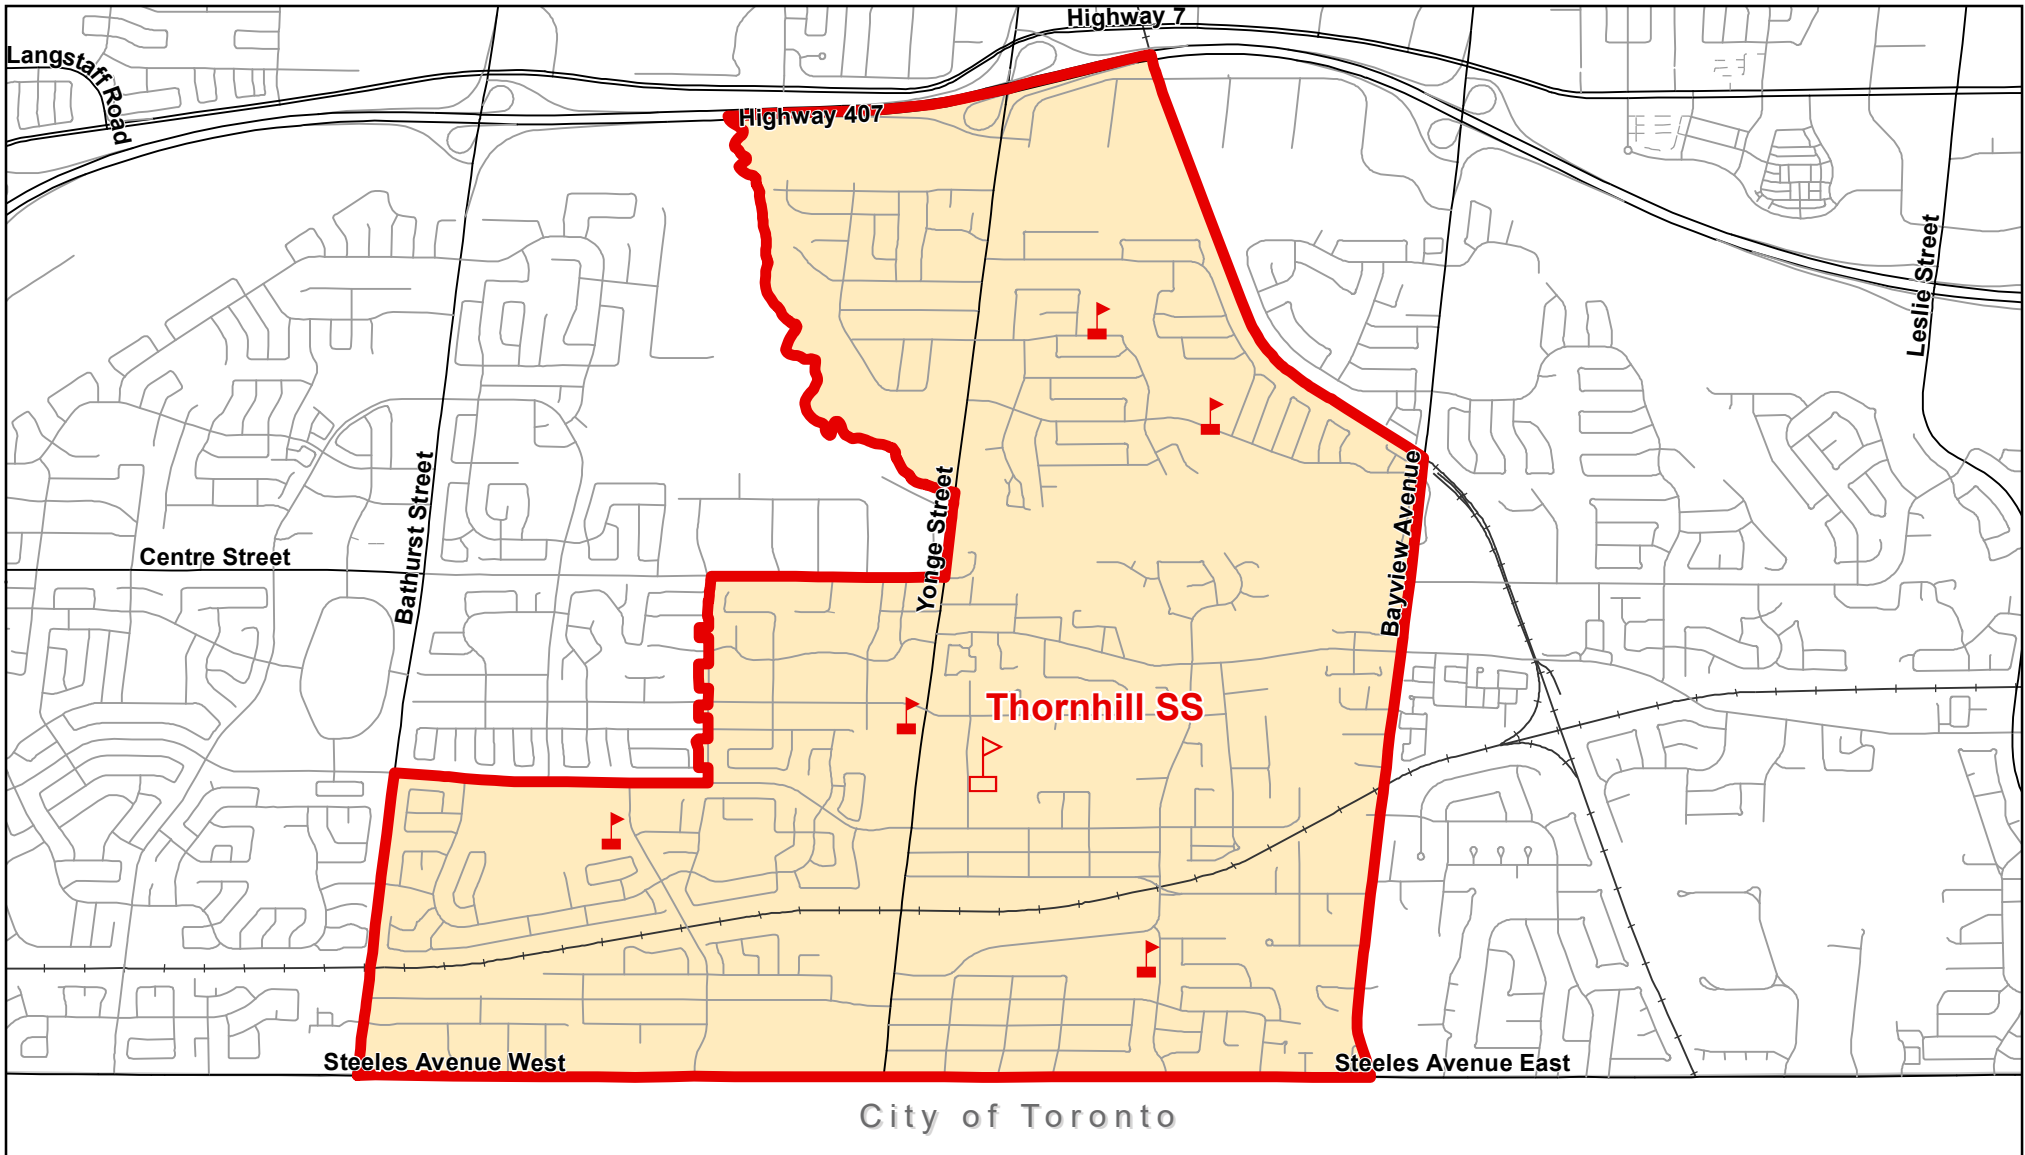 Highway 7
Langstaff Road
Highway 407
Leslie Street
Bathurst Street
Yonge Street
Bayview Avenue
Centre Street
Thornhill SS
Steeles Avenue West
Steeles Avenue East
City of Toronto